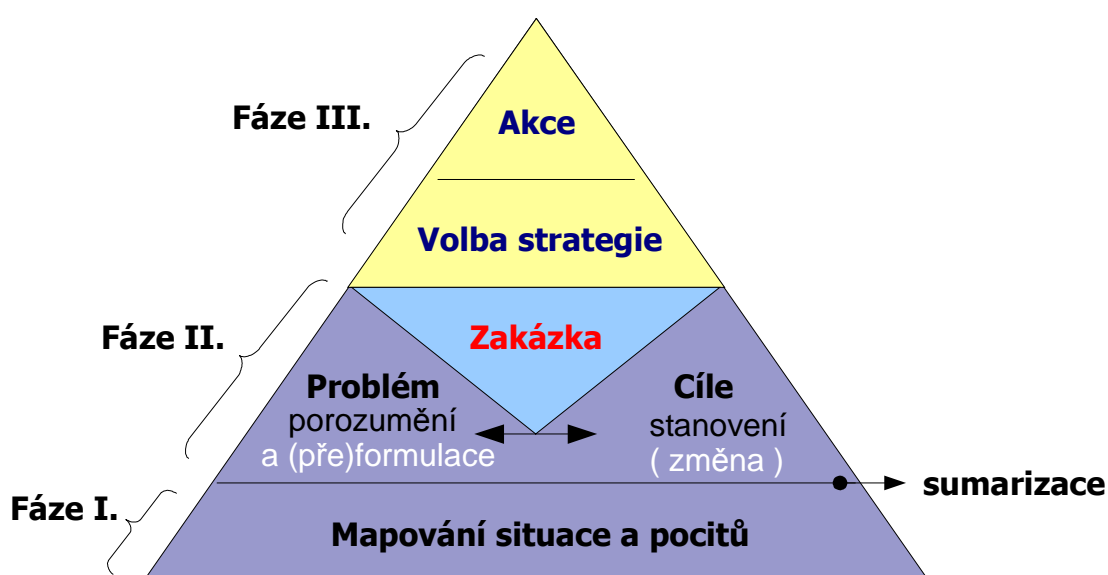 Fáze III.
Akce
Volba strategie
Fáze II.
Zakázka
Problém
porozumění
a (pře)formulace
Cíle
stanovení
( změna )
sumarizace
Fáze I.
Mapování situace a pocitů